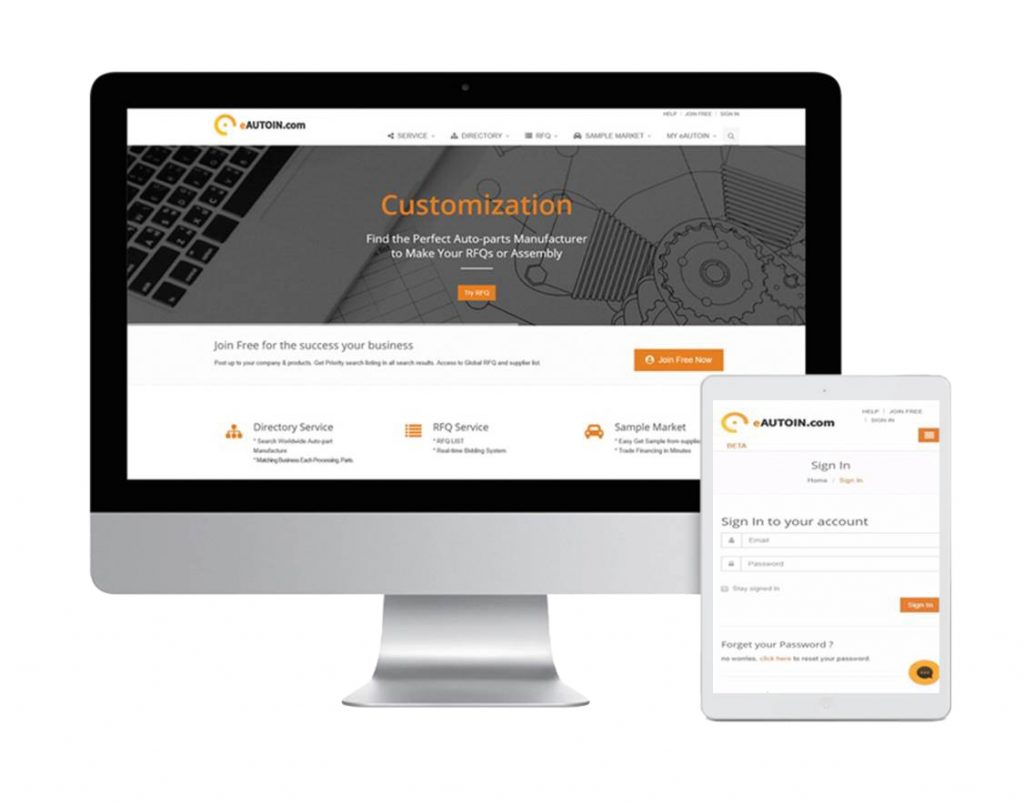 eAUTOIN.com
HELP | JOIN FREE | SIGN IN
SERVICE DIRECTORY RFQ SAMPLE MARKET MY eAUTOIN
Customization
Find the Perfect Auto-parts Manufacturer
to Make Your RFQs or Assembly
Try RFQ
Join Free for the success your business
Post up to your company & products. Get Priority search listing in all search results. Access to Global RFQ and supplier list.
Join Free Now
Directory Service
* Search Worldwide Auto-part
Manufacture
* Matching Business Each Processing Parts
RFQ Service
* RFQ LIST
* Real-time Bidding System
Sample Market
* Easy Get Sample from supplie
* Trade Financing In Minutes
eAUTOIN.com
BETA
HELP | JOIN FREE
| SIGN IN
Sign In
Home / Sign In
Sign In to your account
Email
Password
Stay signed in
Sign In
Forget your Password ?
no worries, click here to reset your password.